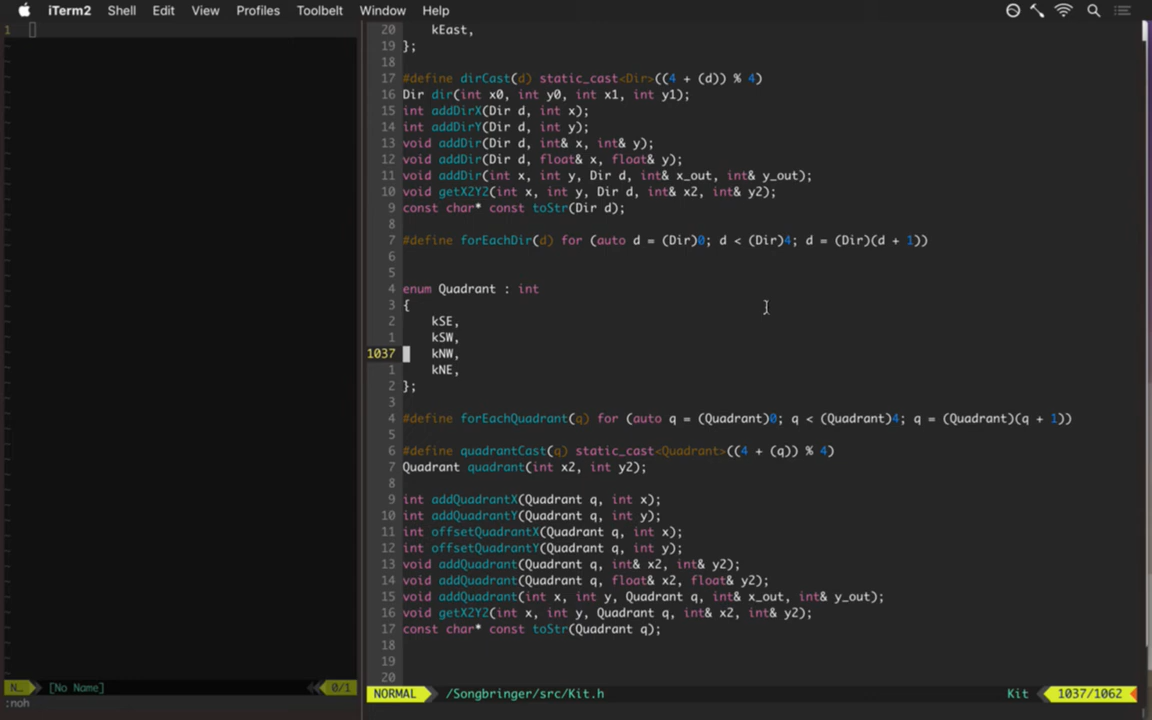 iTerm2 Shell Edit View Profiles Toolbelt Window Help
1
20 kEast,
19 };
18
17 #define dirCast(d) static_cast<Dir>((4 + (d)) % 4)
16 Dir dir(int x0, int y0, int x1, int y1);
15 int addDirX(Dir d, int x);
14 int addDirY(Dir d, int y);
13 void addDir(Dir d, int& x, int& y);
12 void addDir(Dir d, float& x, float& y);
11 void addDir(int x, int y, Dir d, int& x_out, int& y_out);
10 void getX2Y2(int x, int y, Dir d, int& x2, int& y2);
9 const char* const toStr(Dir d);
8
7 #define forEachDir(d) for (auto d = (Dir)0; d < (Dir)4; d = (Dir)(d + 1))
6
5
4 enum Quadrant : int
3 {
2 kSE,
1 kSW,
1037 kNW,
1 kNE,
2 };
3
4 #define forEachQuadrant(q) for (auto q = (Quadrant)0; q < (Quadrant)4; q = (Quadrant)(q + 1))
5
6 #define quadrantCast(q) static_cast<Quadrant>((4 + (q)) % 4)
7 Quadrant quadrant(int x2, int y2);
8
9 int addQuadrantX(Quadrant q, int x);
10 int addQuadrantY(Quadrant q, int y);
11 int offsetQuadrantX(Quadrant q, int x);
12 int offsetQuadrantY(Quadrant q, int y);
13 void addQuadrant(Quadrant q, int& x2, int& y2);
14 void addQuadrant(Quadrant q, float& x2, float& y2);
15 void addQuadrant(int x, int y, Quadrant q, int& x_out, int& y_out);
16 void getX2Y2(int x, int y, Quadrant q, int& x2, int& y2);
17 const char* const toStr(Quadrant q);
18
19
20
N… [No Name] 0/1
NORMAL /Songbringer/src/Kit.h Kit 1037/1062
:noh